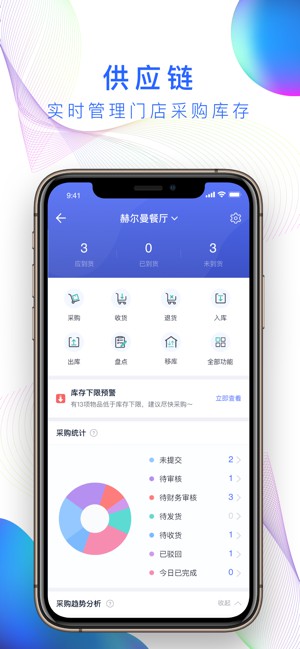 供应链
实时管理门店采购库存
9:41
赫尔曼餐厅
3 0 3
应到货 已到货 未到货
采购 收货 退货 入库
出库 盘点 移库 全部功能
库存下限预警
有13项物品低于库存下限，建议尽快采购～
立即查看
采购统计 ?
未提交 2
待审核 1
待财务审核 3
待发货 0
待收货 1
已驳回 1
今日已完成 0
采购趋势分析 ? 收起